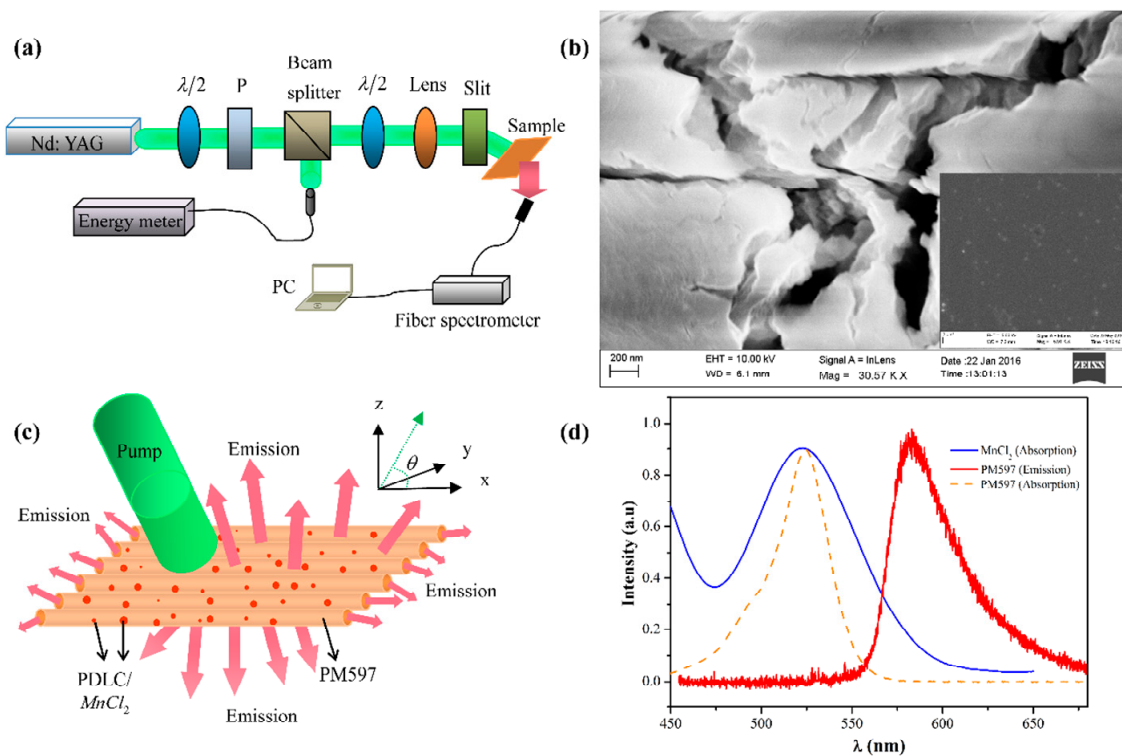 (a)
λ/2
P
Beam
splitter
λ/2
Lens
Slit
Sample
Nd: YAG
Energy meter
PC
Fiber spectrometer
(b)
200 nm
EHT = 10.00 kV
WD = 6.1 mm
Signal A = InLens
Mag = 30.57 K X
Date :22 Jan 2016
Time :13:01:13
ZEISS
(c)
Pump
Emission
z
y
θ
x
Emission
Emission
PDLC/
MnCl2
PM597
Emission
(d)
1.0
0.8
0.6
0.4
0.2
0.0
Intensity (a.u)
MnCl2 (Absorption)
PM597 (Emission)
PM597 (Absorption)
450
500
550
600
650
λ (nm)